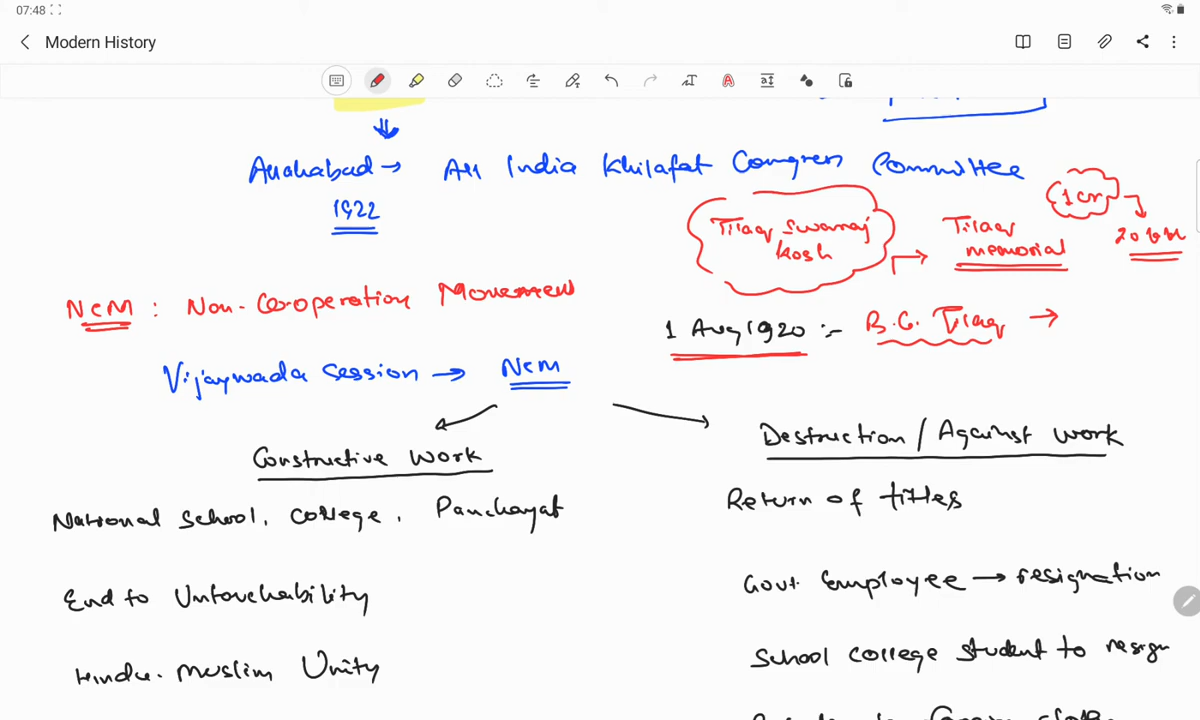 07:48
Modern History
Allahabad → All India Khilafat Congress Committee
1922
1 cr
Tilak Swaraj Kosh
Tilak memorial
NCM : Non-Cooperation Movement
1 Aug 1920 :- B.G. Tilak →
Vijaywada Session → NCM
Constructive Work
Destruction / Against work
National School, College, Panchayat
Return of titles
End to Untouchability
Govt Employee → resignation
Hindu-Muslim Unity
School college student to resign